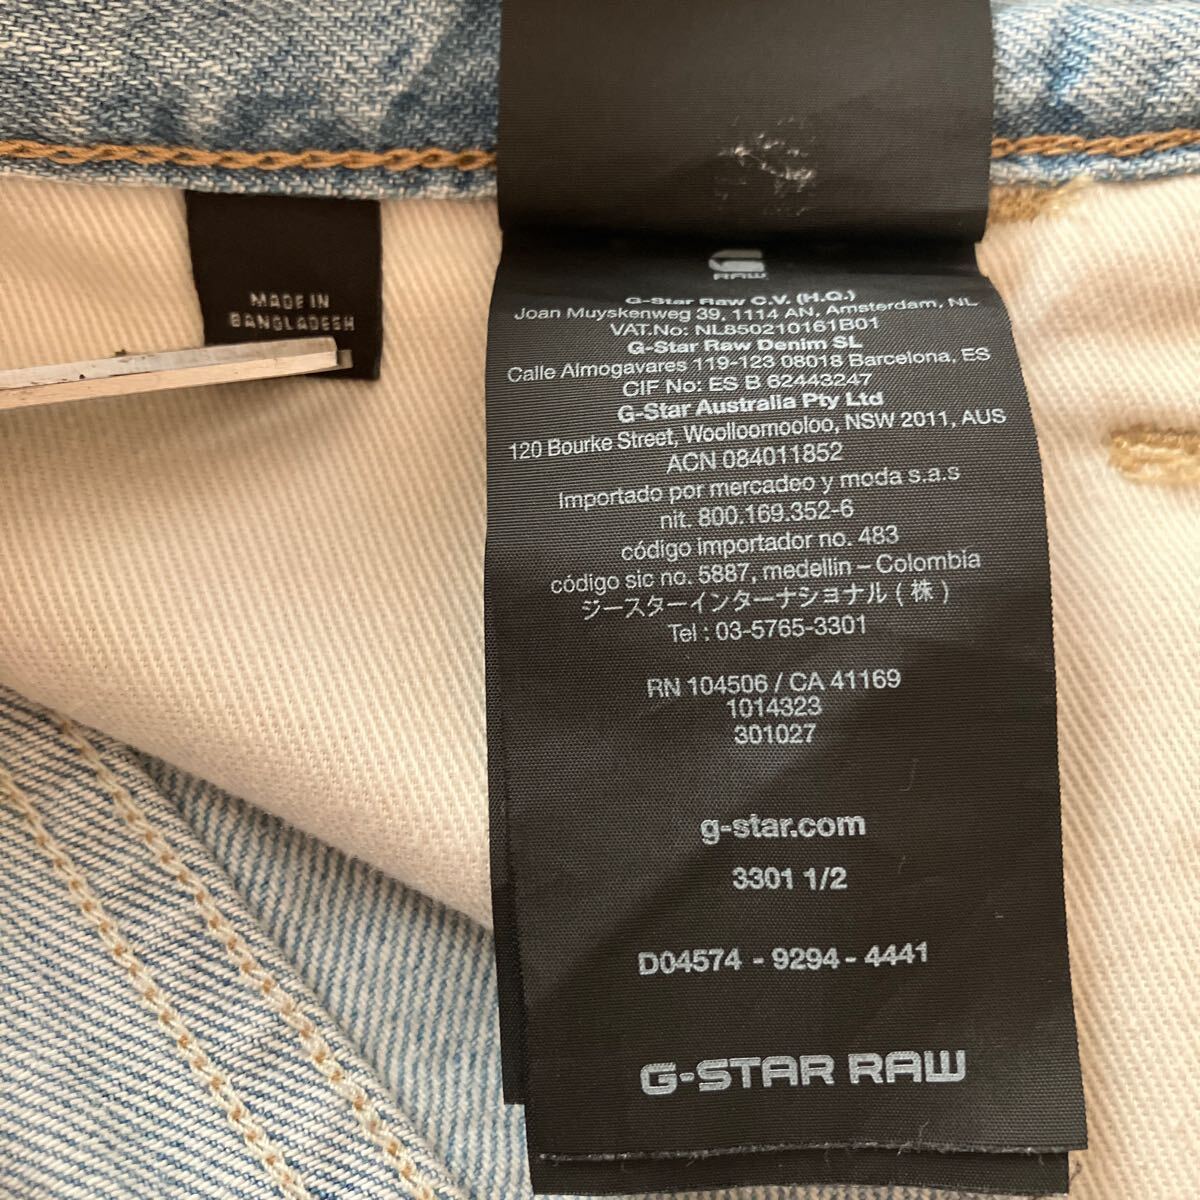 MADE IN
BANGLADESH
RAW
G-Star Raw C.V. (H.Q.)
Joan Muyskenweg 39, 1114 AN, Amsterdam, NL
VAT.No: NL850210161B01
G-Star Raw Denim SL
Calle Almogavares 119-123 08018 Barcelona, ES
CIF No: ES B 62443247
G-Star Australia Pty Ltd
120 Bourke Street, Woolloomooloo, NSW 2011, AUS
ACN 084011852
Importado por mercadeo y moda s.a.s
nit. 800.169.352-6
código importador no. 483
código sic no. 5887, medellin – Colombia
ジースターインターナショナル ( 株 )
Tel : 03-5765-3301
RN 104506 / CA 41169
1014323
301027
g-star.com
3301 1/2
D04574 - 9294 - 4441
G-STAR RAW